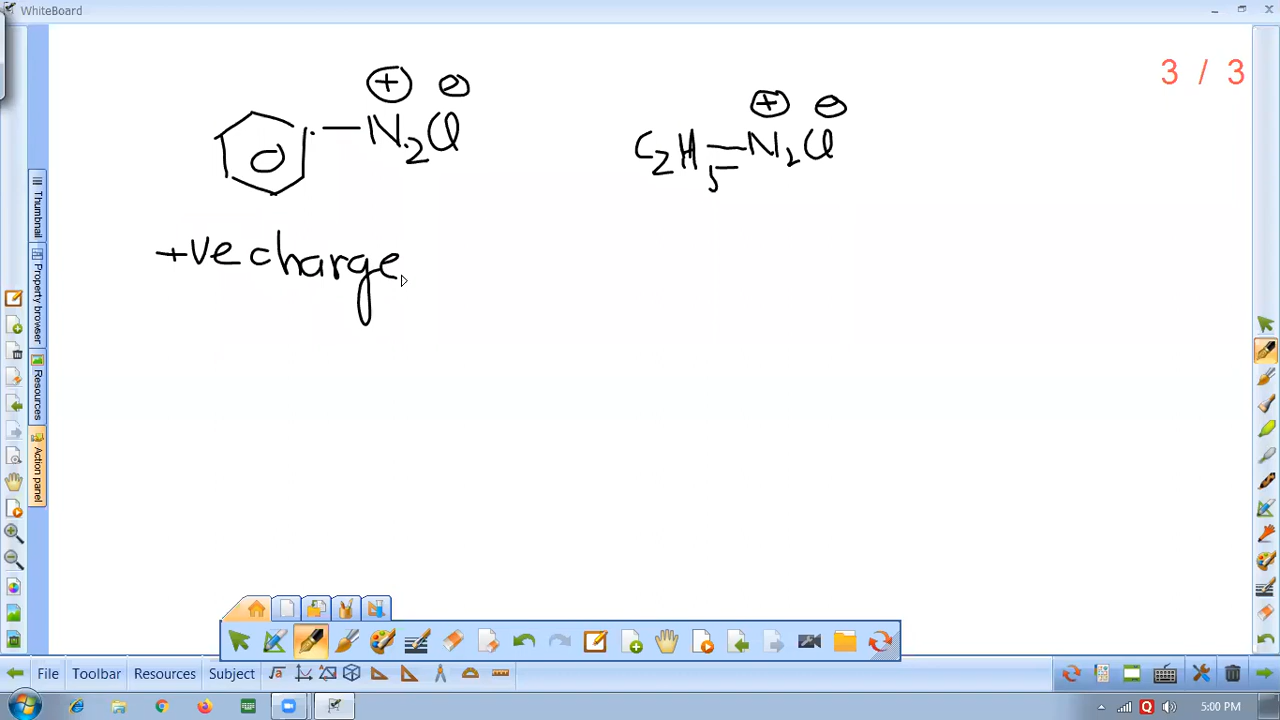 WhiteBoard
3 / 3
⊕ ⊖
N2Cl
⊕ ⊖
C2H5 — N2Cl
+ve charge
Thumbnail
Property browser
Resources
Action panel
File Toolbar Resources Subject
5:00 PM